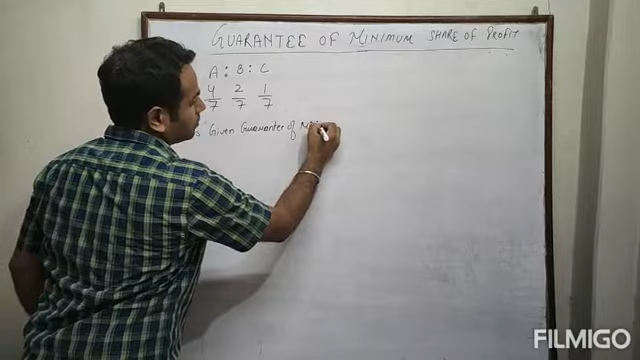 GUARANTEE OF MINIMUM SHARE OF PROFIT
A : B : C
4/7 2/7 1/7
Given Guarantee of
FILMIGO